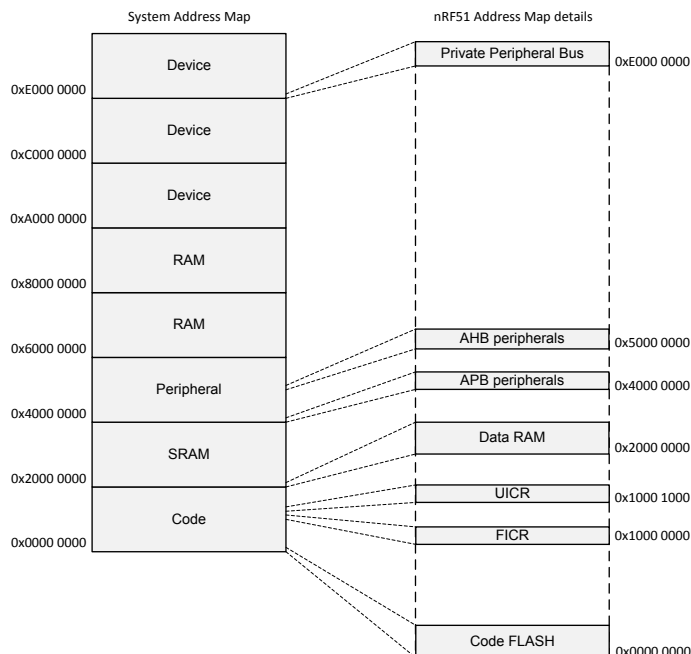 System Address Map
nRF51 Address Map details
Device
Private Peripheral Bus
0xE000 0000
0xE000 0000
Device
0xC000 0000
Device
0xA000 0000
RAM
0x8000 0000
RAM
0x6000 0000
AHB peripherals
0x5000 0000
Peripheral
APB peripherals
0x4000 0000
0x4000 0000
Data RAM
0x2000 0000
SRAM
0x2000 0000
UICR
0x1000 1000
Code
FICR
0x1000 0000
0x0000 0000
Code FLASH
0x0000 0000